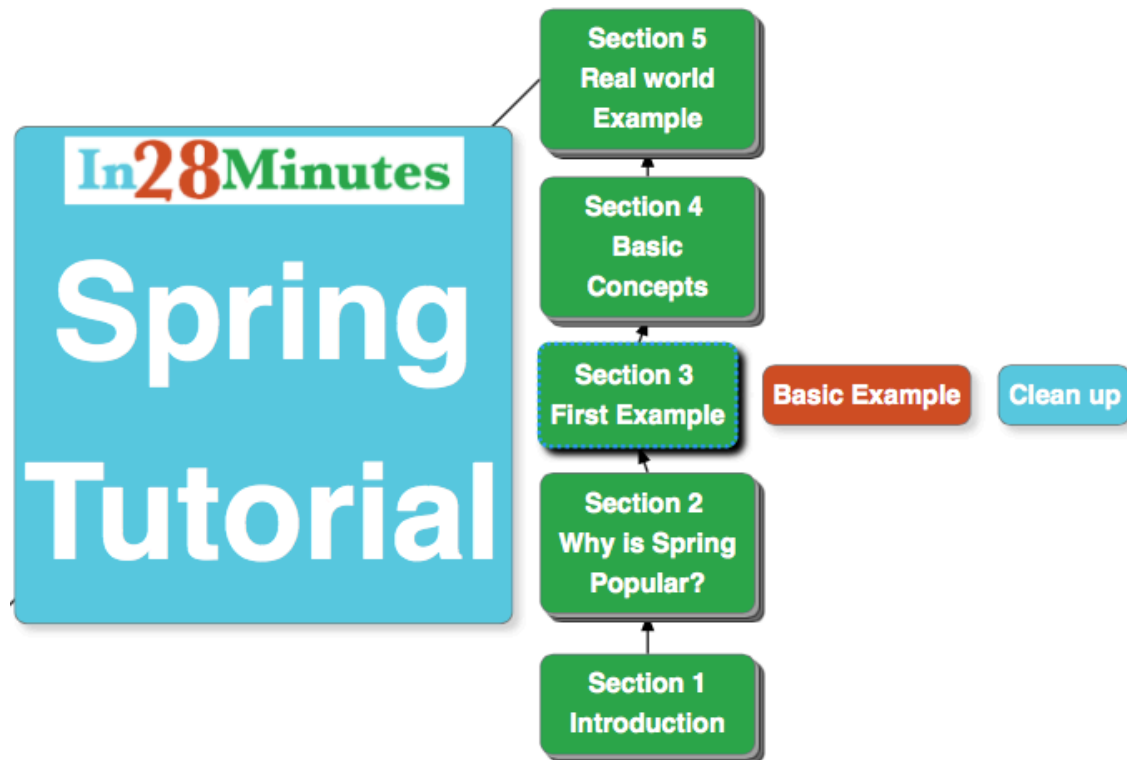 In28Minutes
Spring
Tutorial
Section 5
Real world
Example
Section 4
Basic
Concepts
Section 3
First Example
Basic Example
Clean up
Section 2
Why is Spring
Popular?
Section 1
Introduction